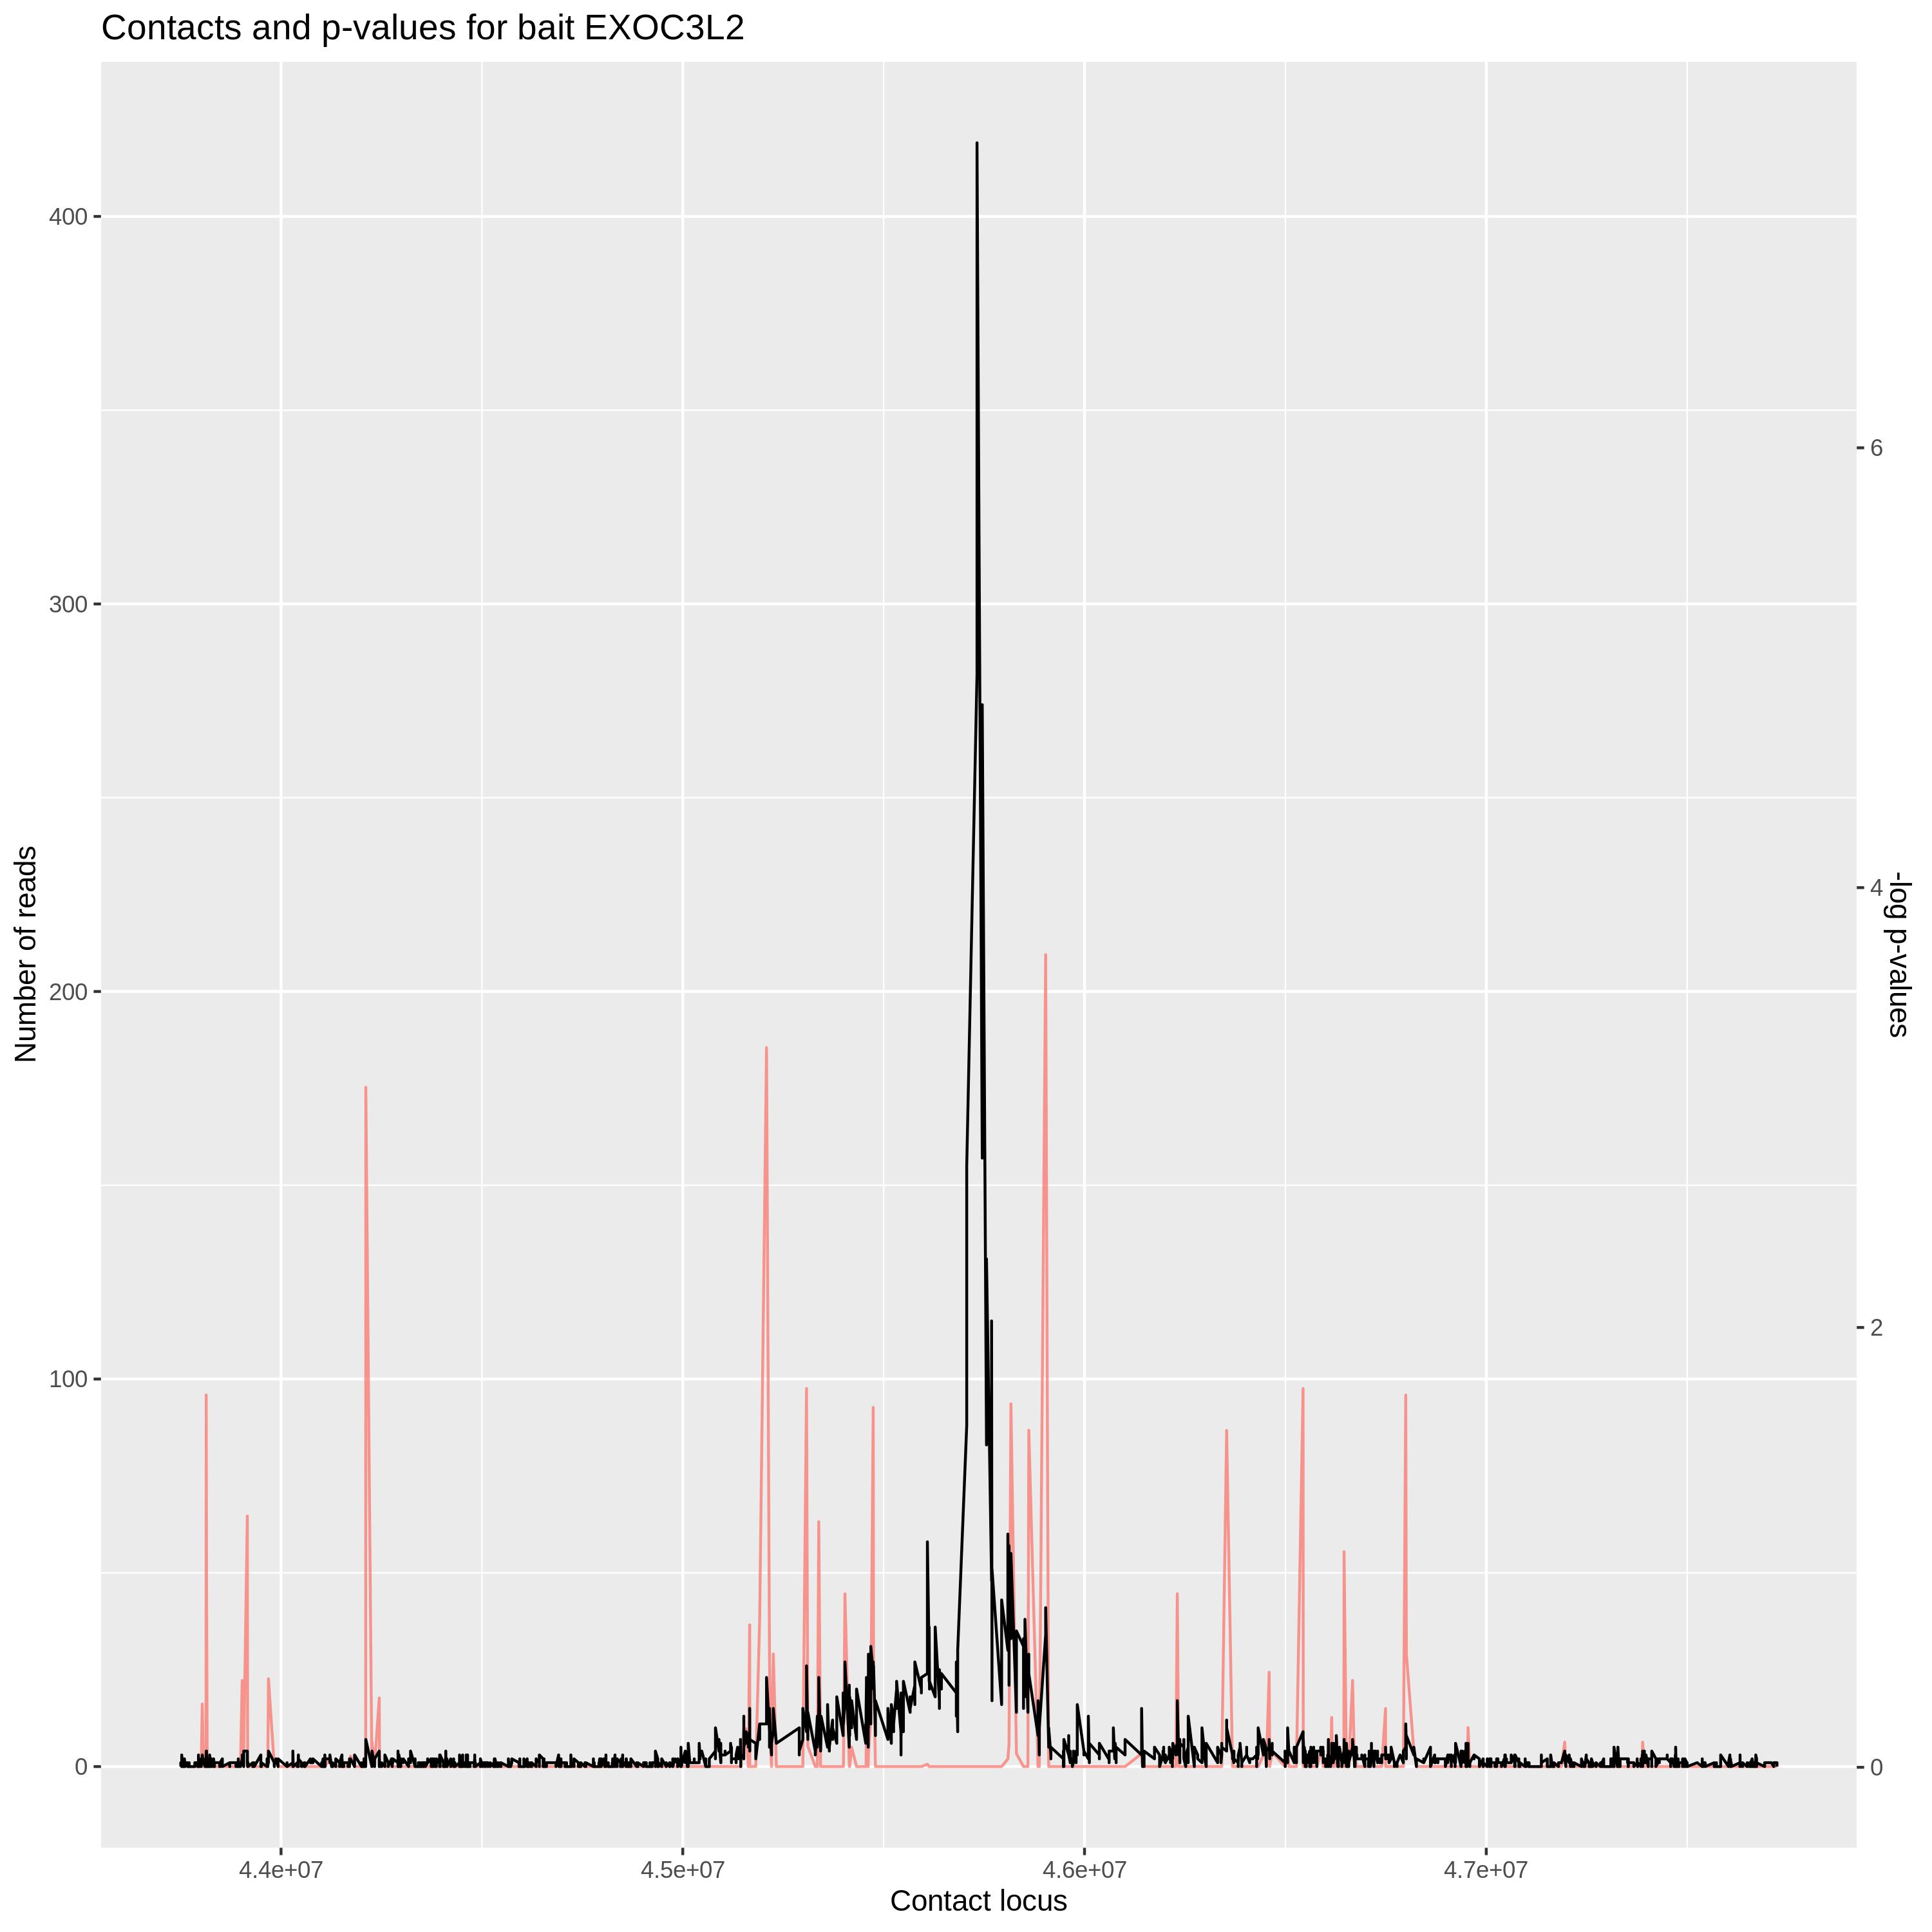 Contacts and p-values for bait EXOC3L2
400
300
200
100
0
Number of reads
6
4
2
0
-log p-values
4.4e+07
4.5e+07
4.6e+07
4.7e+07
Contact locus